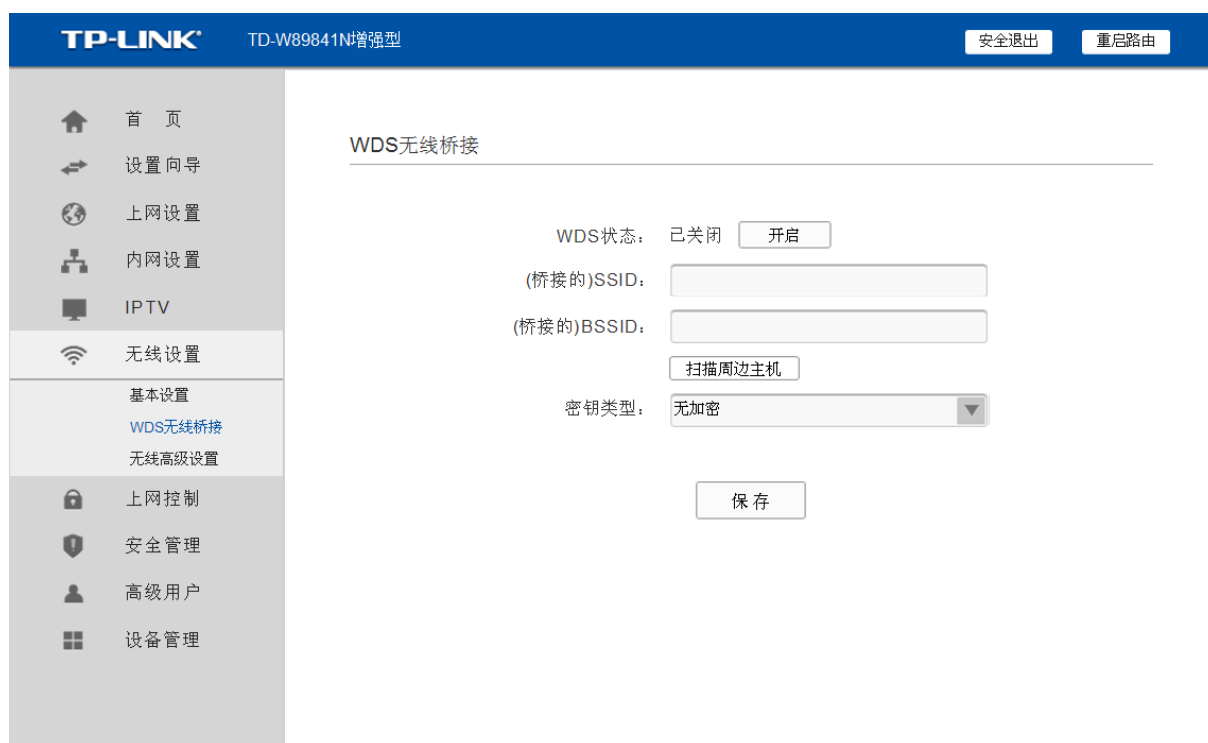 TP-LINK® TD-W89841N增强型 安全退出 重启路由
首 页
设置向导
上网设置
内网设置
IPTV
无线设置
基本设置
WDS无线桥接
无线高级设置
上网控制
安全管理
高级用户
设备管理
WDS无线桥接
WDS状态： 已关闭 开启
(桥接的)SSID：
(桥接的)BSSID：
扫描周边主机
密钥类型： 无加密
保 存